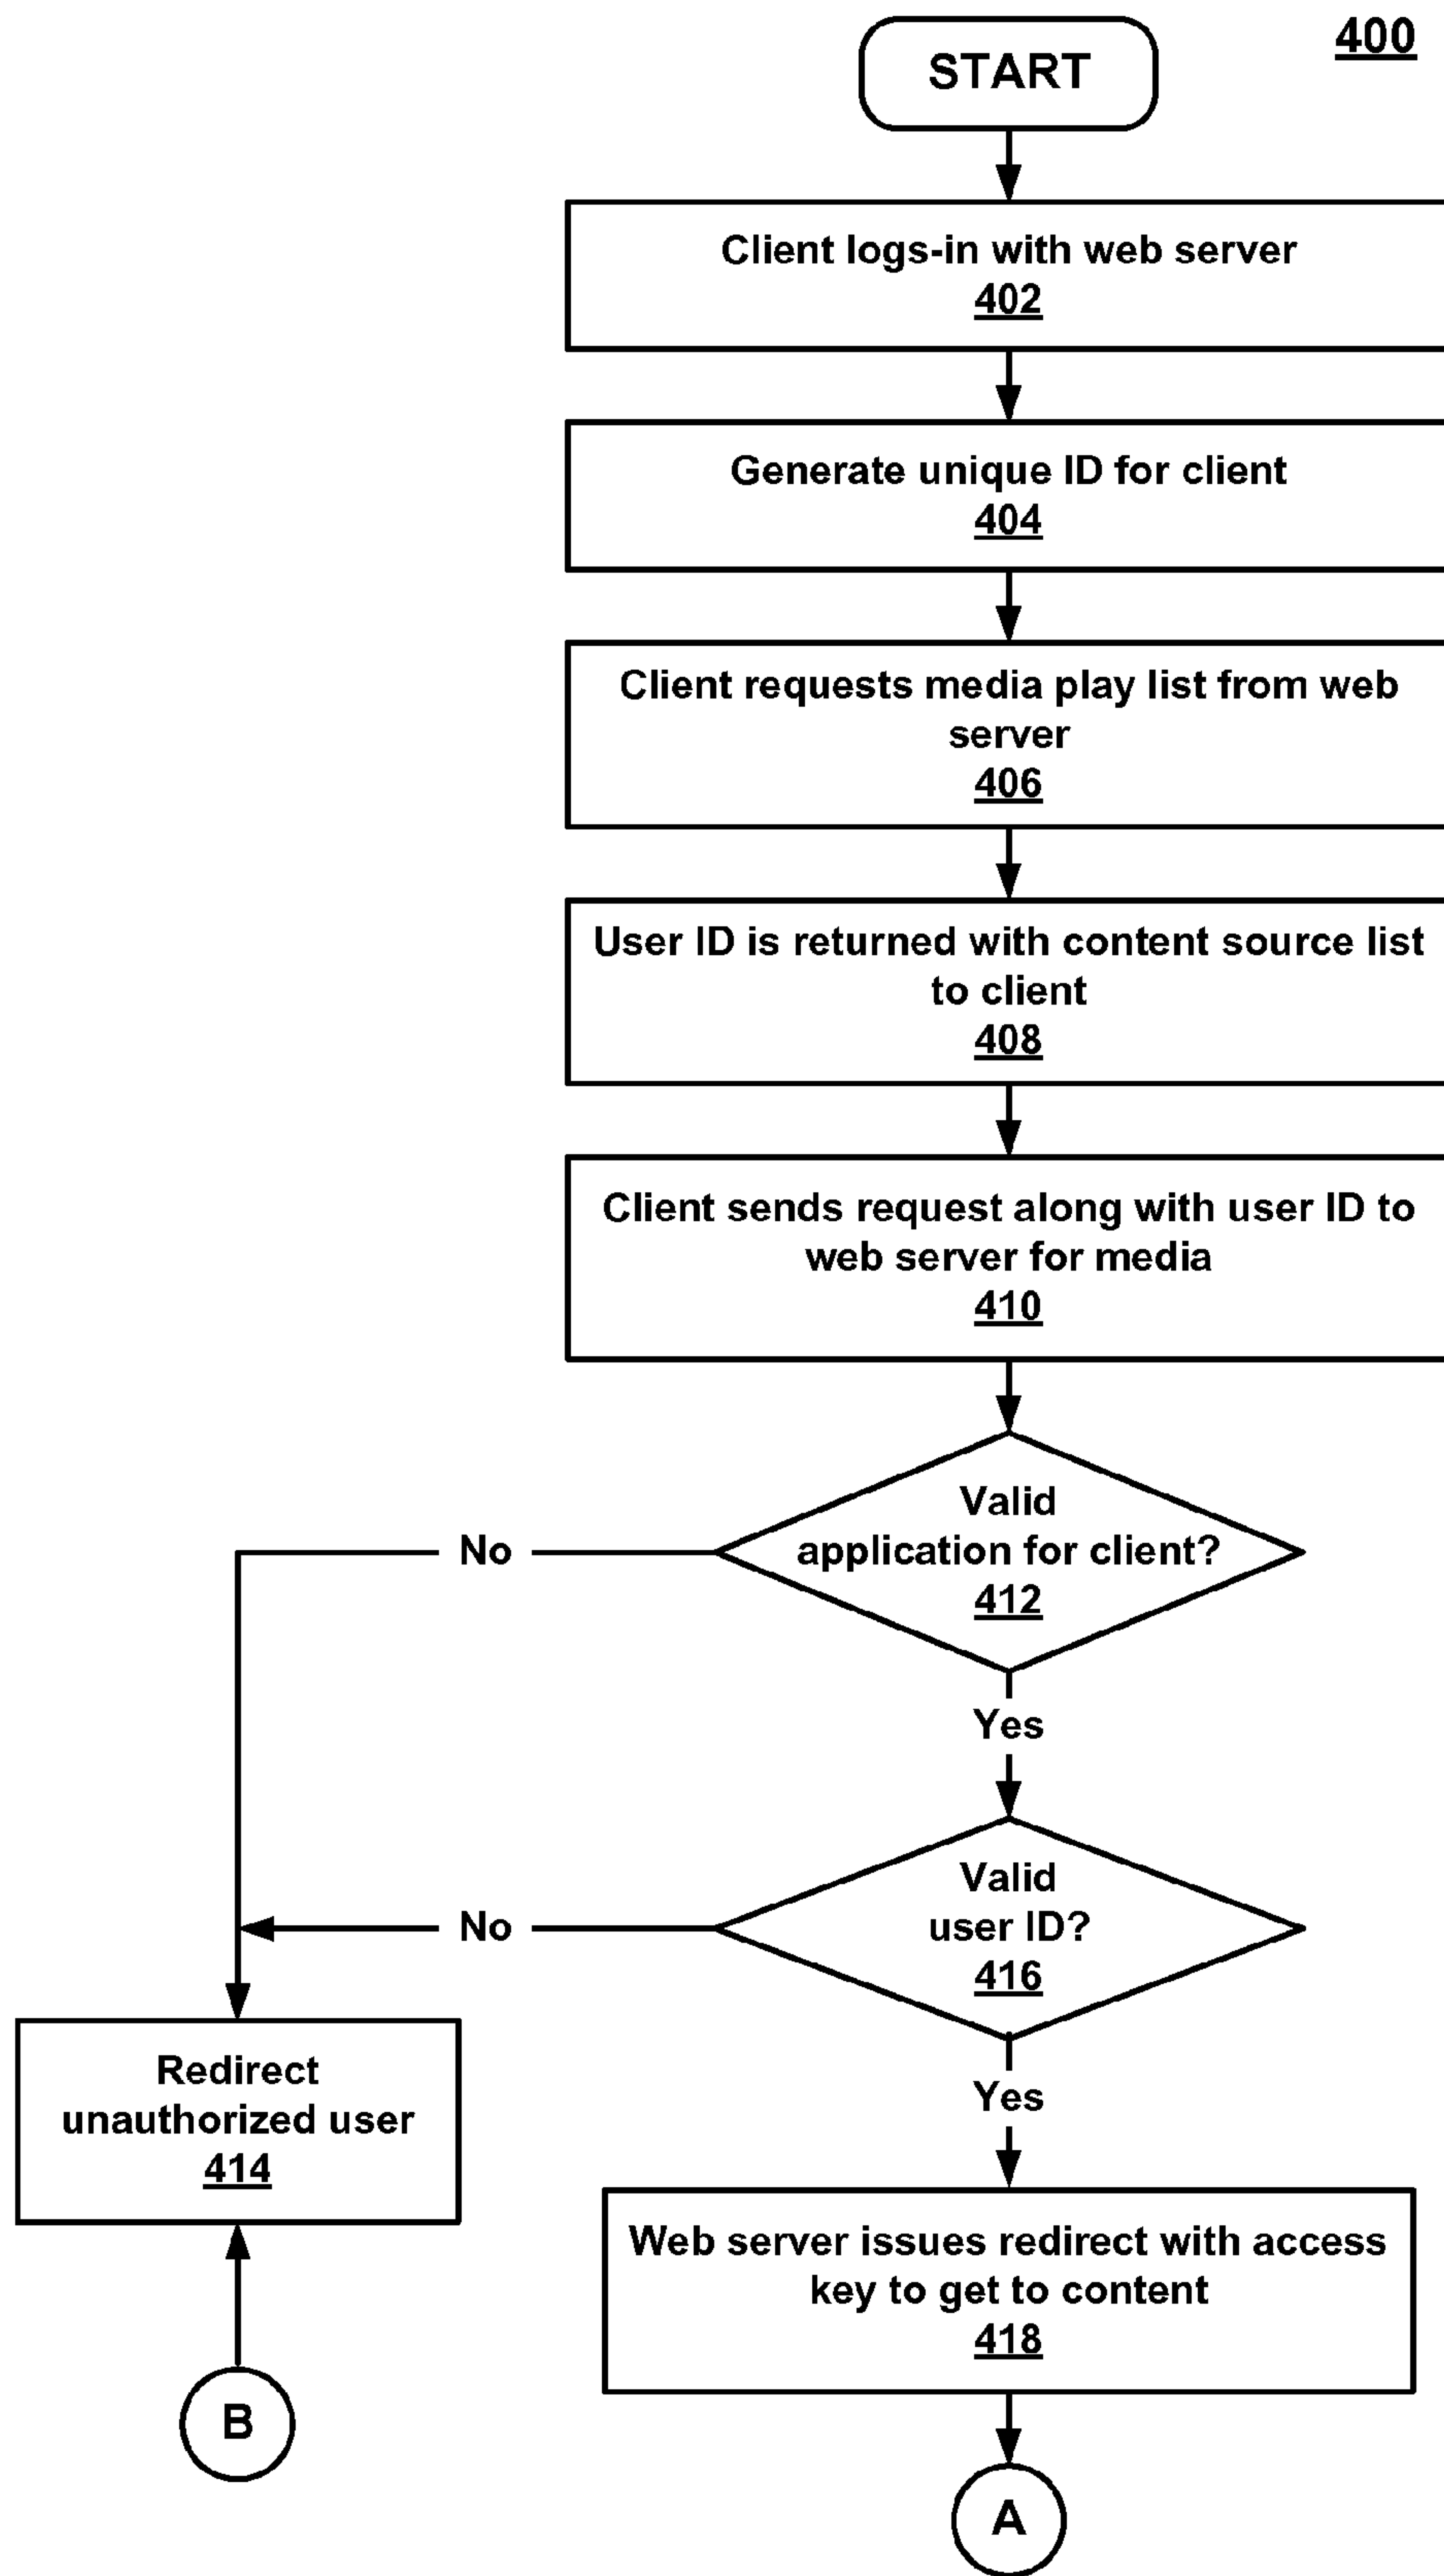 400
START
Client logs-in with web server
402
Generate unique ID for client
404
Client requests media play list from web
server
406
User ID is returned with content source list
to client
408
Client sends request along with user ID to
web server for media
410
Valid
application for client?
412
No
Yes
Valid
user ID?
416
No
Yes
Redirect
unauthorized user
414
Web server issues redirect with access
key to get to content
418
B
A